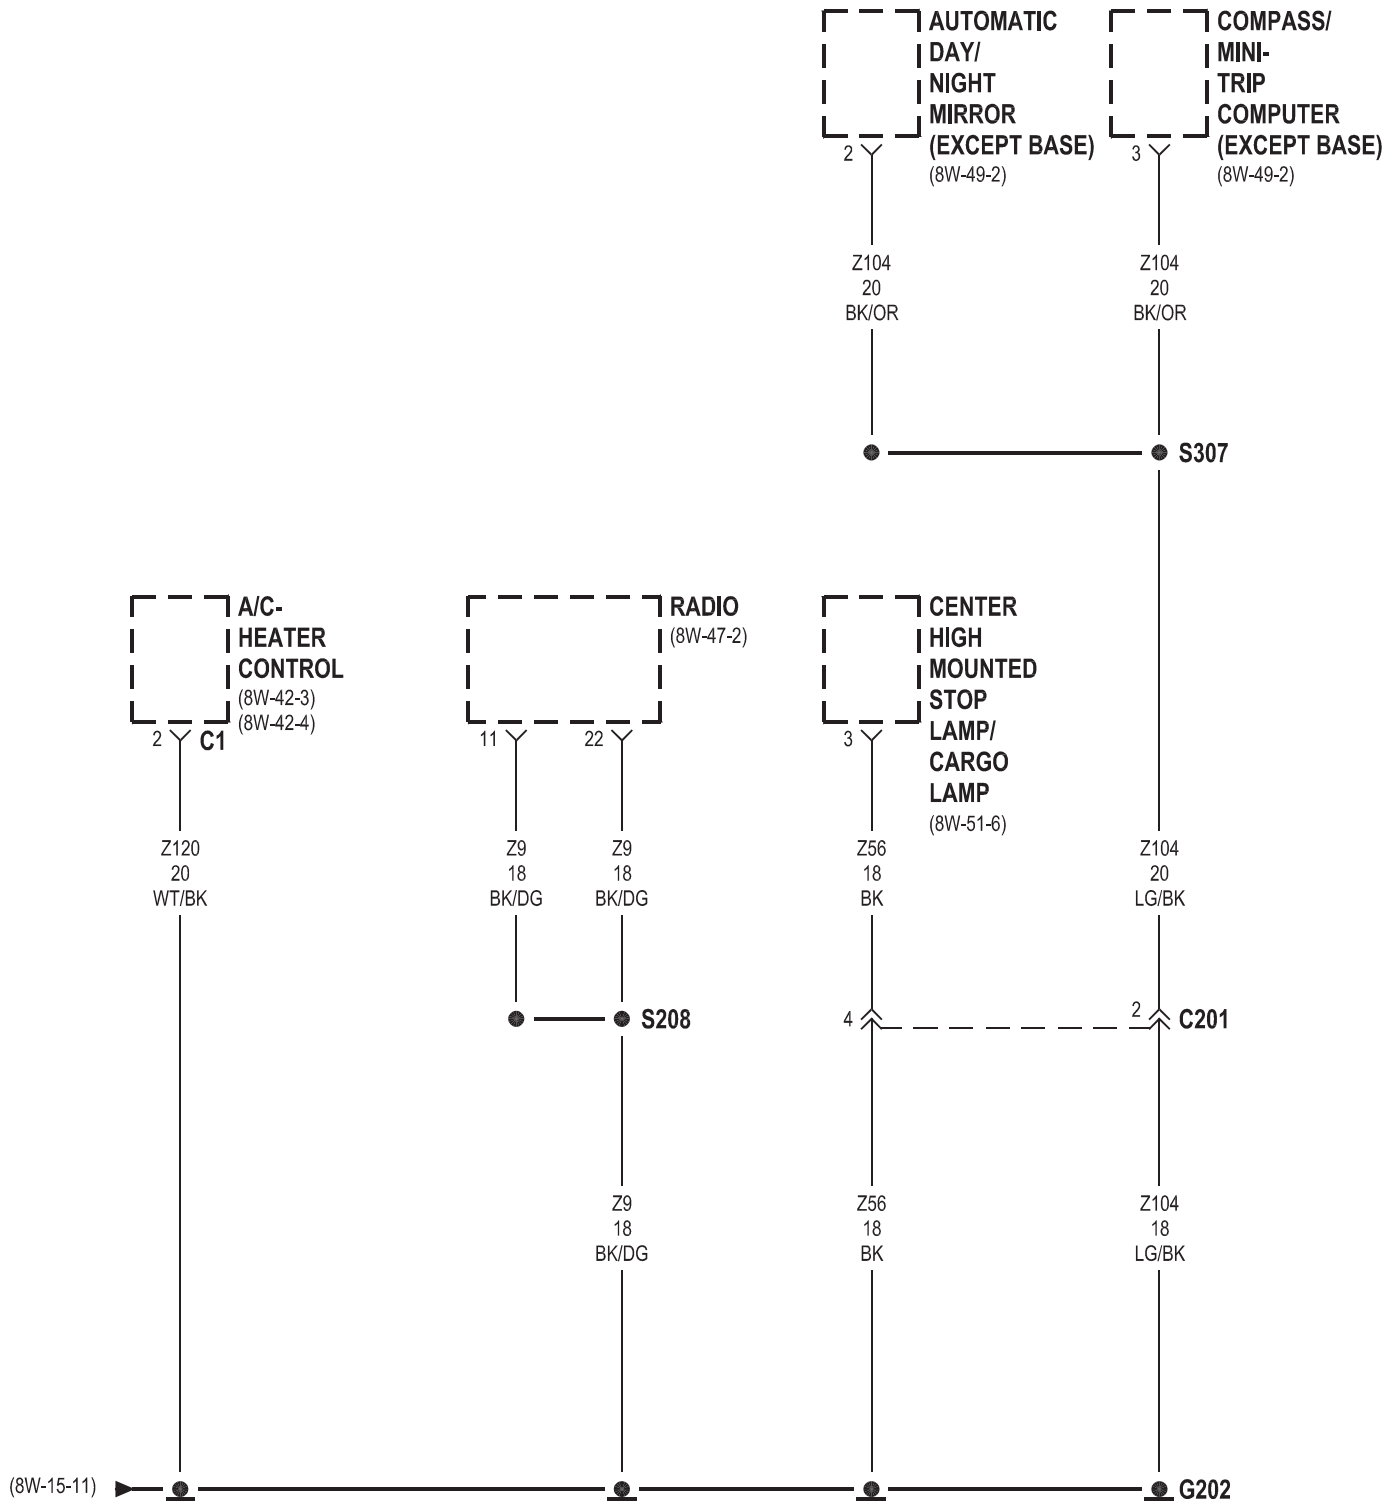 AUTOMATIC
DAY/
NIGHT
MIRROR
(EXCEPT BASE)
(8W-49-2)
2
COMPASS/
MINI-
TRIP
COMPUTER
(EXCEPT BASE)
(8W-49-2)
3
Z104
20
BK/OR
Z104
20
BK/OR
S307
A/C-
HEATER
CONTROL
(8W-42-3)
(8W-42-4)
2
C1
RADIO
(8W-47-2)
11
22
CENTER
HIGH
MOUNTED
STOP
LAMP/
CARGO
LAMP
(8W-51-6)
3
Z120
20
WT/BK
Z9
18
BK/DG
Z9
18
BK/DG
Z56
18
BK
Z104
20
LG/BK
S208
4
2
C201
Z9
18
BK/DG
Z56
18
BK
Z104
18
LG/BK
(8W-15-11)
G202